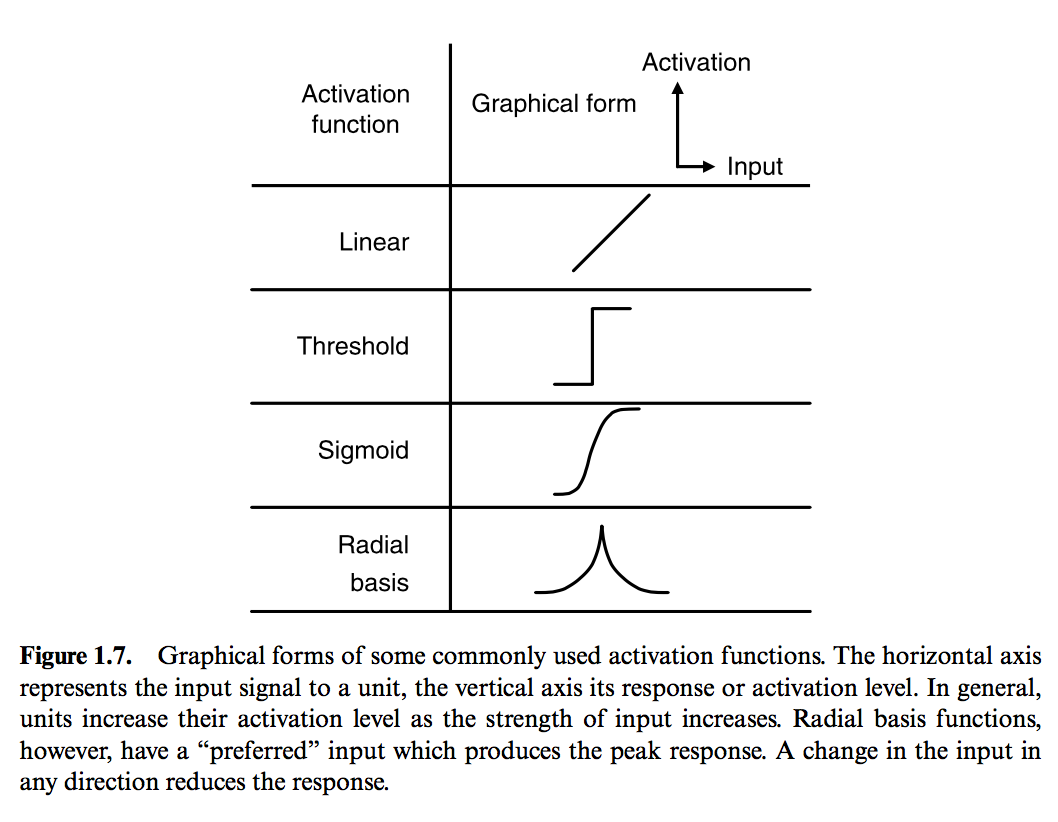 Activation
Activation
function
Graphical form
Input
Linear
Threshold
Sigmoid
Radial
basis
Figure 1.7. Graphical forms of some commonly used activation functions. The horizontal axis
represents the input signal to a unit, the vertical axis its response or activation level. In general,
units increase their activation level as the strength of input increases. Radial basis functions,
however, have a “preferred” input which produces the peak response. A change in the input in
any direction reduces the response.